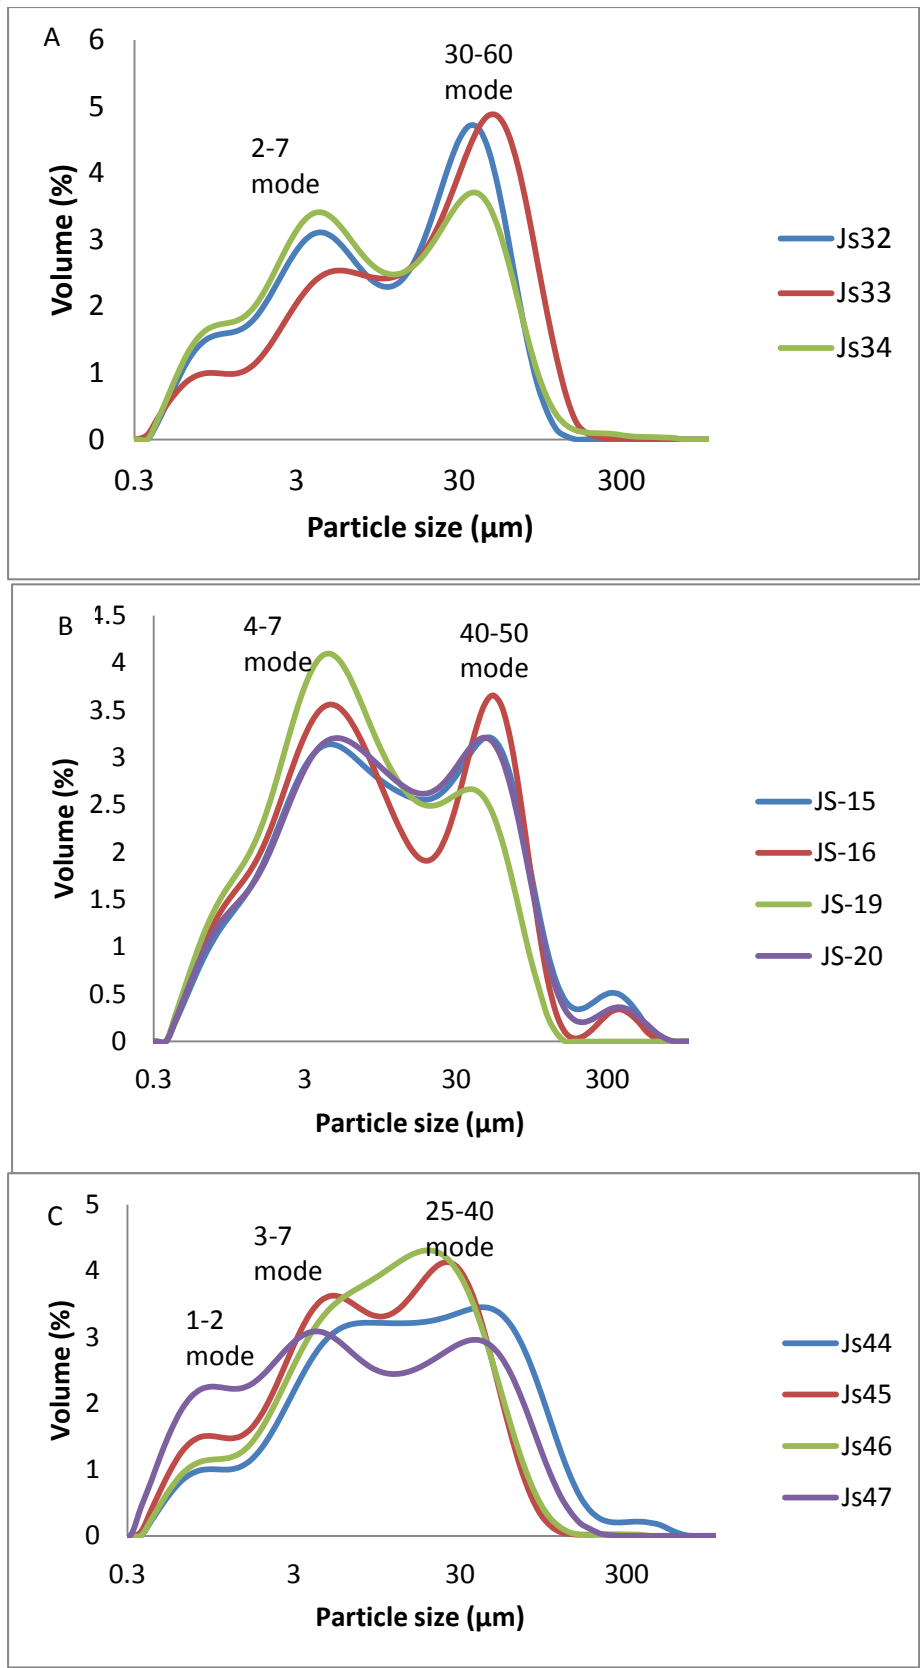 A
6
5
4
3
2
1
0
30-60
mode
2-7
mode
Volume (%)
0.3 3 30 300
Particle size (µm)
Js32
Js33
Js34
B
4.5
4
3.5
3
2.5
2
1.5
1
0.5
0
4-7
mode
40-50
mode
Volume (%)
0.3 3 30 300
Particle size (µm)
JS-15
JS-16
JS-19
JS-20
C
5
4
3
2
1
0
25-40
mode
3-7
mode
1-2
mode
Volume (%)
0.3 3 30 300
Particle size (µm)
Js44
Js45
Js46
Js47